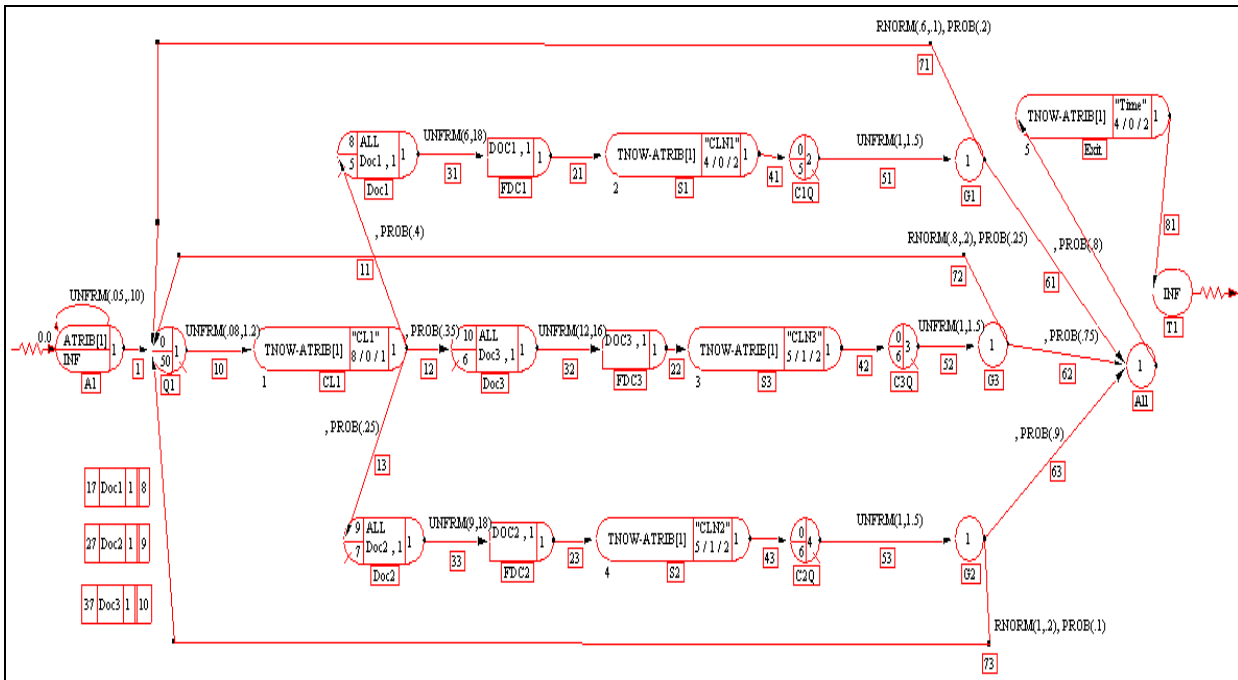 RNORM(.6,.1), PROB(.2)
71
8
5
ALL
Doc1 , 1
1
Doc1
UNFRM(6,18)
31
DOC1 , 1
1
FDC1
21
TNOW-ATRIB[1]
"CLN1"
4 / 0 / 2
1
2
S1
41
0
5
2
C1Q
UNFRM(1,1.5)
51
1
G1
TNOW-ATRIB[1]
"Time"
4 / 0 / 2
1
5
Exit
81
, PROB(.4)
11
RNORM(.8,.2), PROB(.25)
72
, PROB(.8)
61
INF
T1
0.0
UNFRM(.05,.10)
ATRIB[1]
INF
1
A1
1
0
50
1
Q1
UNFRM(.08,1.2)
10
TNOW-ATRIB[1]
"CL1"
8 / 0 / 1
1
1
CL1
, PROB(.35)
12
10
6
ALL
Doc3 , 1
1
Doc3
UNFRM(12,16)
32
DOC3 , 1
1
FDC3
22
TNOW-ATRIB[1]
"CLN3"
5 / 1 / 2
1
3
S3
42
0
6
3
C3Q
UNFRM(1,1.5)
52
1
G3
, PROB(.75)
62
1
All
, PROB(.25)
13
, PROB(.9)
63
17 Doc1 1 8
27 Doc2 1 9
37 Doc3 1 10
9
7
ALL
Doc2 , 1
1
Doc2
UNFRM(9,18)
33
DOC2 , 1
1
FDC2
23
TNOW-ATRIB[1]
"CLN2"
5 / 1 / 2
1
4
S2
43
0
6
4
C2Q
UNFRM(1,1.5)
53
1
G2
RNORM(1,.2), PROB(.1)
73